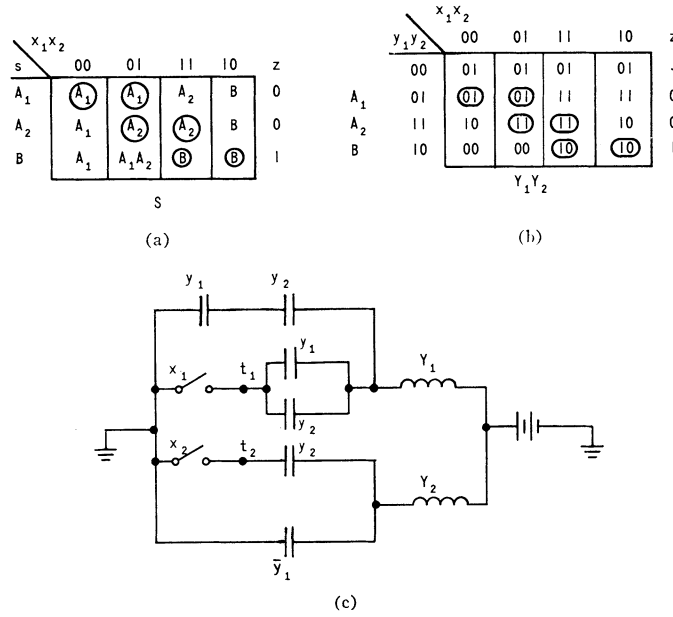 x₁x₂
s 00 01 11 10 z
A₁ A₁ A₁ A₂ B 0
A₂ A₁ A₂ A₂ B 0
B A₁ A₁A₂ B B 1
S
(a)
x₁x₂
y₁y₂ 00 01 11 10 z
00 01 01 01 01 -
A₁ 01 01 01 11 11 0
A₂ 11 10 11 11 10 0
B 10 00 00 10 10 1
Y₁Y₂
(b)
y₁ y₂
x₁ t₁ y₁ Y₁
y₂
x₂ t₂ y₂
Y₂
ȳ₁
(c)